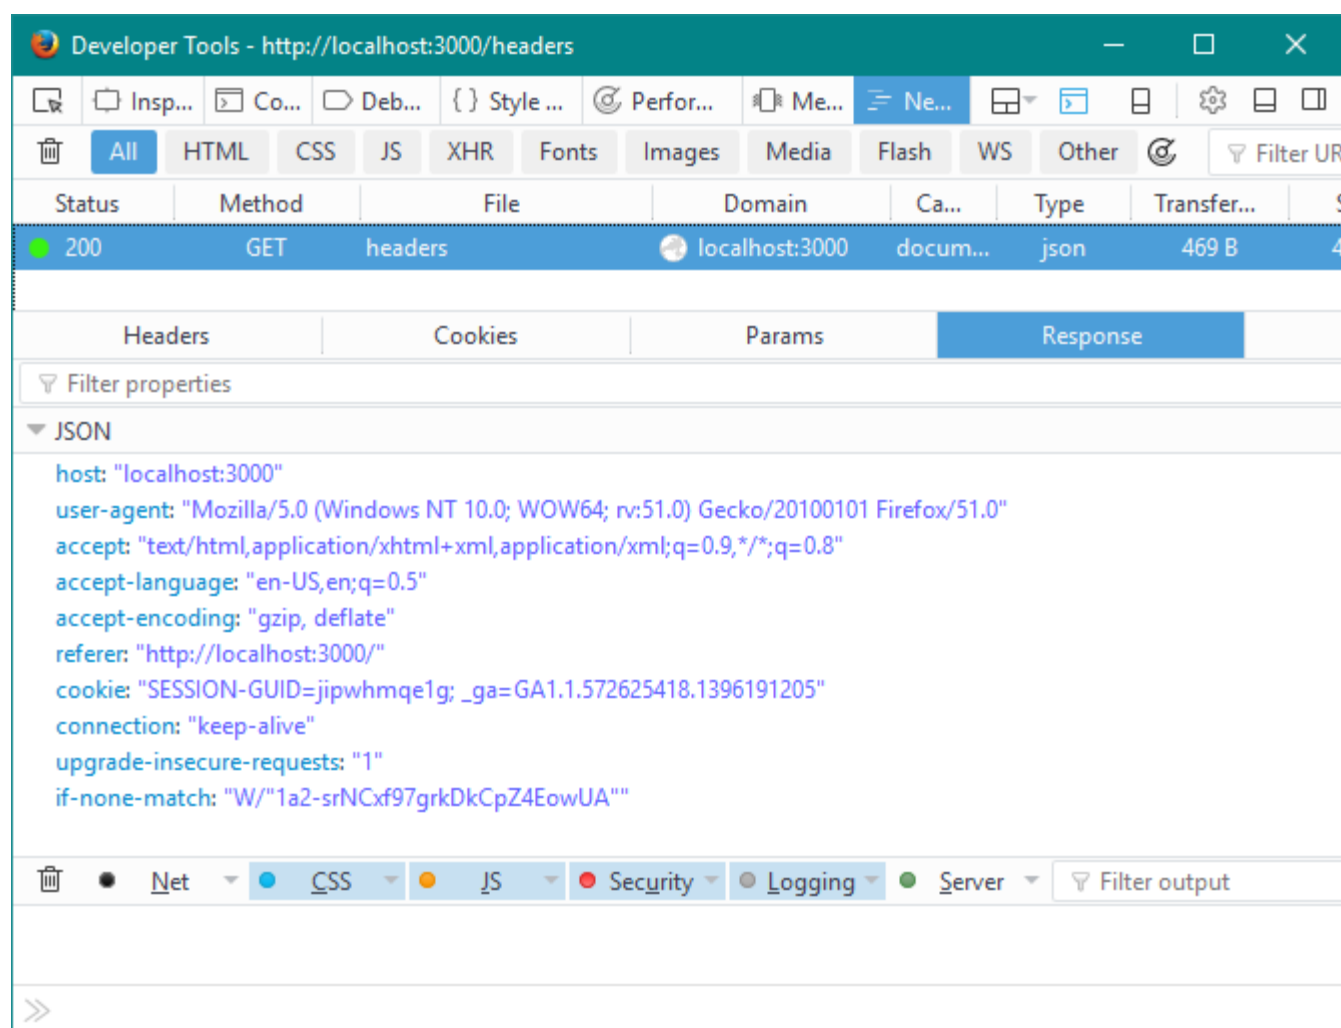 Developer Tools - http://localhost:3000/headers
Insp... Co... Deb... { } Style ... Perfor... Me... Ne...
All HTML CSS JS XHR Fonts Images Media Flash WS Other Filter UR
Status Method File Domain Ca... Type Transfer...
200 GET headers localhost:3000 docum... json 469 B 4
Headers Cookies Params Response
Filter properties
JSON
host: "localhost:3000"
user-agent: "Mozilla/5.0 (Windows NT 10.0; WOW64; rv:51.0) Gecko/20100101 Firefox/51.0"
accept: "text/html,application/xhtml+xml,application/xml;q=0.9,*/*;q=0.8"
accept-language: "en-US,en;q=0.5"
accept-encoding: "gzip, deflate"
referer: "http://localhost:3000/"
cookie: "SESSION-GUID=jipwhmqe1g; _ga=GA1.1.572625418.1396191205"
connection: "keep-alive"
upgrade-insecure-requests: "1"
if-none-match: "W/"1a2-srNCxf97grkDkCpZ4EowUA""
Net CSS JS Security Logging Server Filter output